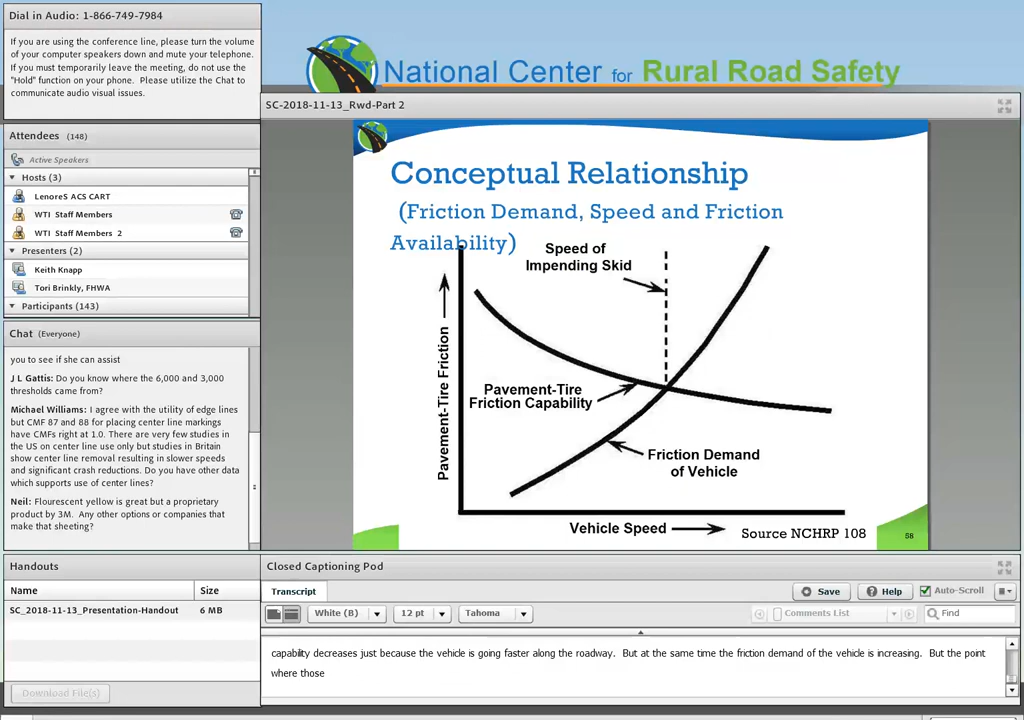 Dial in Audio: 1-866-749-7984
If you are using the conference line, please turn the volume
of your computer speakers down and mute your telephone.
If you must temporarily leave the meeting, do not use the
"Hold" function on your phone. Please utilize the Chat to
communicate audio visual issues.
National Center for Rural Road Safety
SC-2018-11-13_Rwd-Part 2
Attendees (148)
Active Speakers
Hosts (3)
LenoreS ACS CART
WTI Staff Members
WTI Staff Members 2
Presenters (2)
Keith Knapp
Tori Brinkly, FHWA
Participants (143)
Chat (Everyone)
you to see if she can assist
J L Gattis: Do you know where the 6,000 and 3,000
thresholds came from?
Michael Williams: I agree with the utility of edge lines
but CMF 87 and 88 for placing center line markings
have CMFs right at 1.0. There are very few studies in
the US on center line use only but studies in Britain
show center line removal resulting in slower speeds
and significant crash reductions. Do you have other data
which supports use of center lines?
Neil: Flourescent yellow is great but a proprietary
product by 3M. Any other options or companies that
make that sheeting?
Conceptual Relationship
(Friction Demand, Speed and Friction
Availability)
Speed of
Impending Skid
Pavement-Tire Friction
Pavement-Tire
Friction Capability
Friction Demand
of Vehicle
Vehicle Speed
Source NCHRP 108
58
Handouts
Name Size
SC_2018-11-13_Presentation-Handout 6 MB
Download File(s)
Closed Captioning Pod
Transcript
Save
Help
Auto-Scroll
White (B)
12 pt
Tahoma
Comments List
Find
capability decreases just because the vehicle is going faster along the roadway. But at the same time the friction demand of the vehicle is increasing. But the point
where those